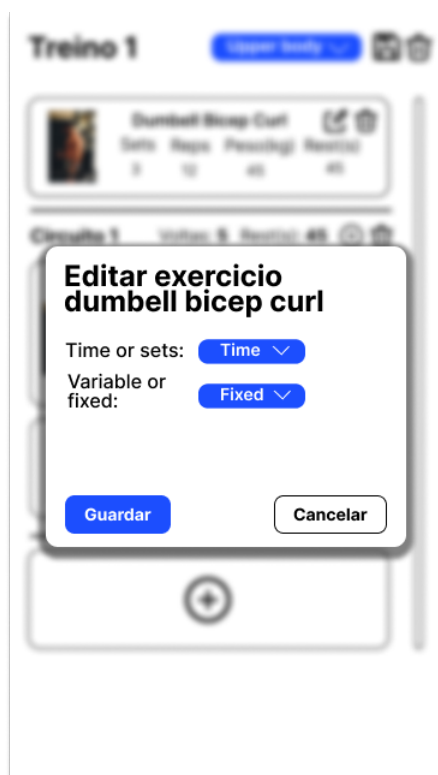 Treino 1
Upper body
Dumbell Bicep Curl
Sets Reps Peso(kg) Rest(s)
3 12 45 45
Circuito 1 Voltas: 5 Rest(s): 45
Editar exercicio
dumbell bicep curl
Time or sets: Time
Variable or
fixed: Fixed
Guardar Cancelar